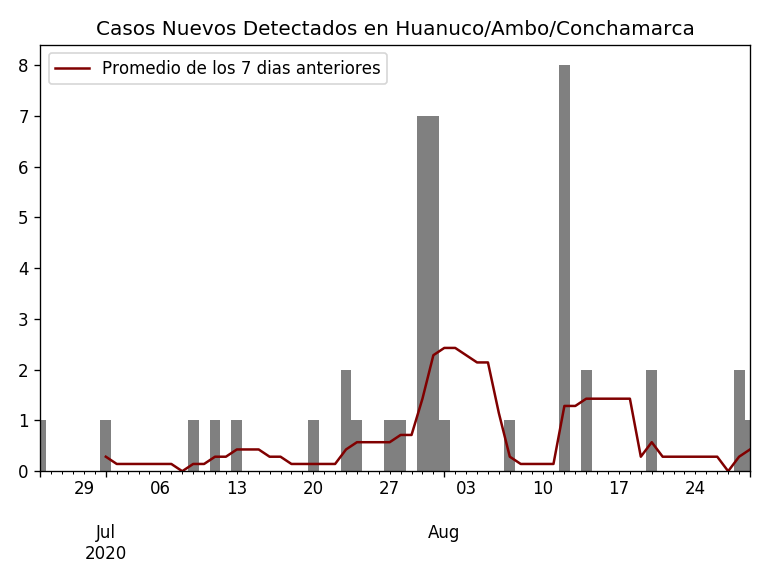 Casos Nuevos Detectados en Huanuco/Ambo/Conchamarca
Promedio de los 7 dias anteriores
8
7
6
5
4
3
2
1
0
29 06 13 20 27 03 10 17 24
Jul Aug
2020